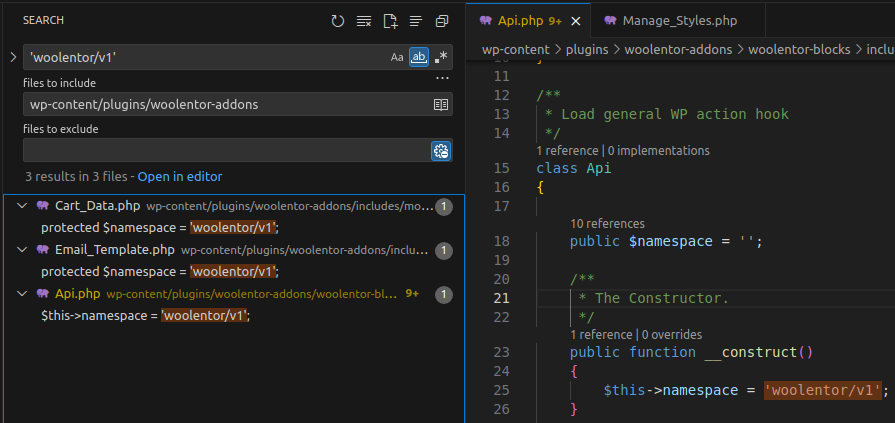 SEARCH
'woolentor/v1'
Aa ab .*
files to include
...
wp-content/plugins/woolentor-addons
files to exclude
3 results in 3 files - Open in editor
Cart_Data.php wp-content/plugins/woolentor-addons/includes/mo... 1
protected $namespace = 'woolentor/v1';
Email_Template.php wp-content/plugins/woolentor-addons/inclu... 1
protected $namespace = 'woolentor/v1';
Api.php wp-content/plugins/woolentor-addons/woolentor-bl... 9+ 1
$this->namespace = 'woolentor/v1';
Api.php 9+ Manage_Styles.php
wp-content > plugins > woolentor-addons > woolentor-blocks > inclu
11
12 /**
13 * Load general WP action hook
14 */
1 reference | 0 implementations
15 class Api
16 {
17
10 references
18 public $namespace = '';
19
20 /**
21 * The Constructor.
22 */
1 reference | 0 overrides
23 public function __construct()
24 {
25 $this->namespace = 'woolentor/v1';
26 }